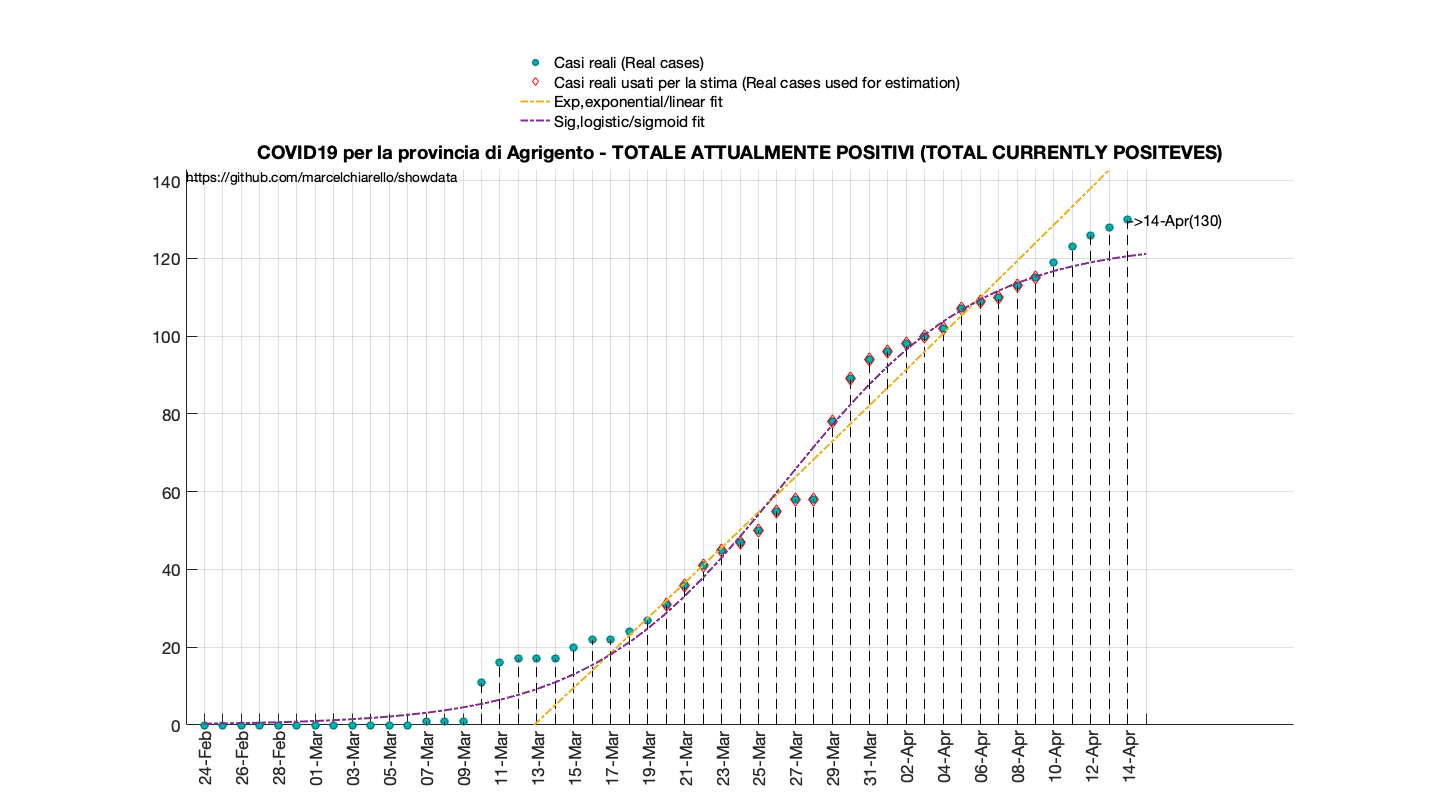 Casi reali (Real cases)
Casi reali usati per la stima (Real cases used for estimation)
Exp,exponential/linear fit
Sig,logistic/sigmoid fit
COVID19 per la provincia di Agrigento - TOTALE ATTUALMENTE POSITIVI (TOTAL CURRENTLY POSITEVES)
https://github.com/marcelchiarello/showdata
140
120
100
80
60
40
20
0
>14-Apr(130)
24-Feb
26-Feb
28-Feb
01-Mar
03-Mar
05-Mar
07-Mar
09-Mar
11-Mar
13-Mar
15-Mar
17-Mar
19-Mar
21-Mar
23-Mar
25-Mar
27-Mar
29-Mar
31-Mar
02-Apr
04-Apr
06-Apr
08-Apr
10-Apr
12-Apr
14-Apr